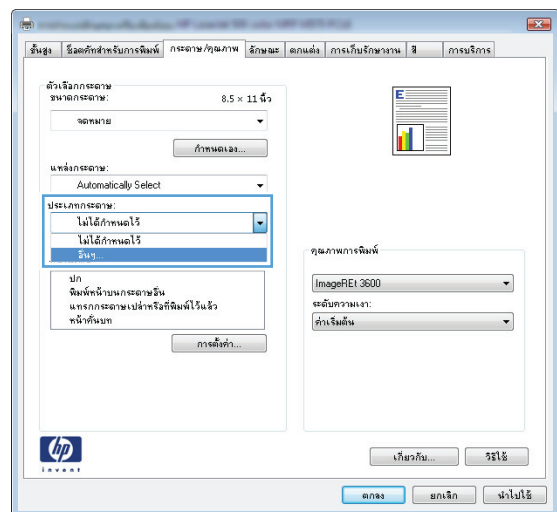 ขั้นสูง ช็อตคัทสำหรับการพิมพ์ กระดาษ/คุณภาพ ลักษณะ ตกแต่ง การเก็บรักษางาน สี การบริการ
ตัวเลือกกระดาษ
ขนาดกระดาษ: 8.5 × 11 นิ้ว
จดหมาย
กำหนดเอง...
แหล่งกระดาษ:
Automatically Select
ประเภทกระดาษ:
ไม่ได้กำหนดไว้
ไม่ได้กำหนดไว้
อื่นๆ...
ปก
พิมพ์หน้าบนกระดาษอื่น
แทรกกระดาษเปล่าหรือที่พิมพ์ไว้แล้ว
หน้าคั่นบท
การตั้งค่า...
E
คุณภาพการพิมพ์
ImageREt 3600
ระดับความเงา:
ค่าเริ่มต้น
hp
invent
เกี่ยวกับ... วิธีใช้
ตกลง ยกเลิก นำไปใช้